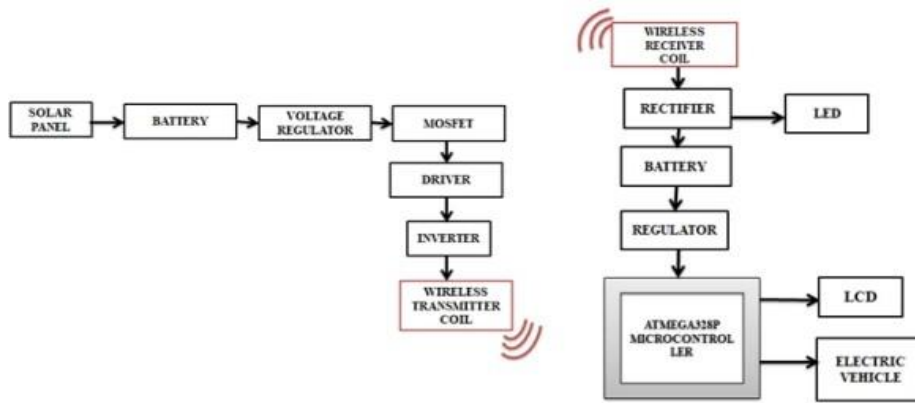 SOLAR
PANEL
BATTERY
VOLTAGE
REGULATOR
MOSFET
DRIVER
INVERTER
WIRELESS
TRANSMITTER
COIL
WIRELESS
RECEIVER
COIL
RECTIFIER
LED
BATTERY
REGULATOR
ATMEGA328P
MICROCONTROL
LER
LCD
ELECTRIC
VEHICLE